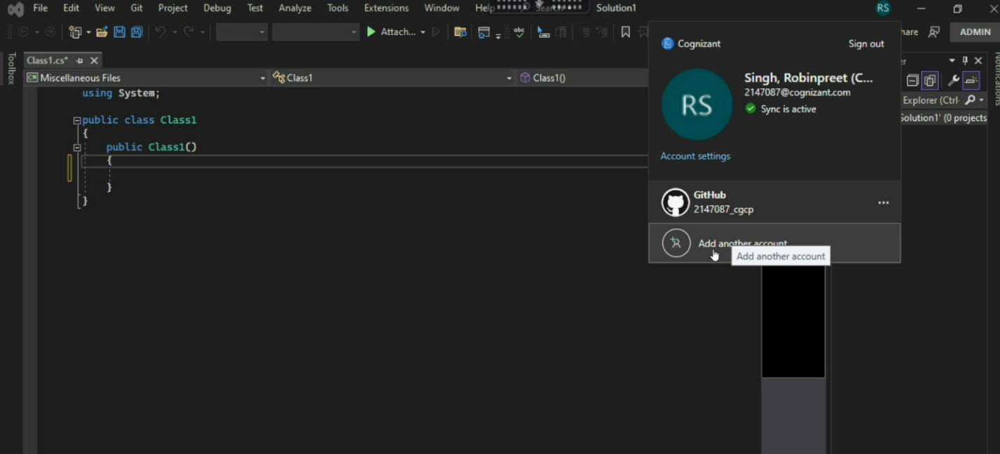 File Edit View Git Project Debug Test Analyze Tools Extensions Window Help Search Solution1 RS
Attach... hare ADMIN
Toolbox
Class1.cs*
Miscellaneous Files Class1 Class1()
using System;
public class Class1
{
public Class1()
{
}
}
Cognizant Sign out
RS
Singh, Robinpreet (C...
2147087@cognizant.com
Sync is active
Account settings
GitHub
2147087_cgcp
Add another account
Add another account
er
Explorer (Ctrl-
Solution1' (0 projects
Notifications